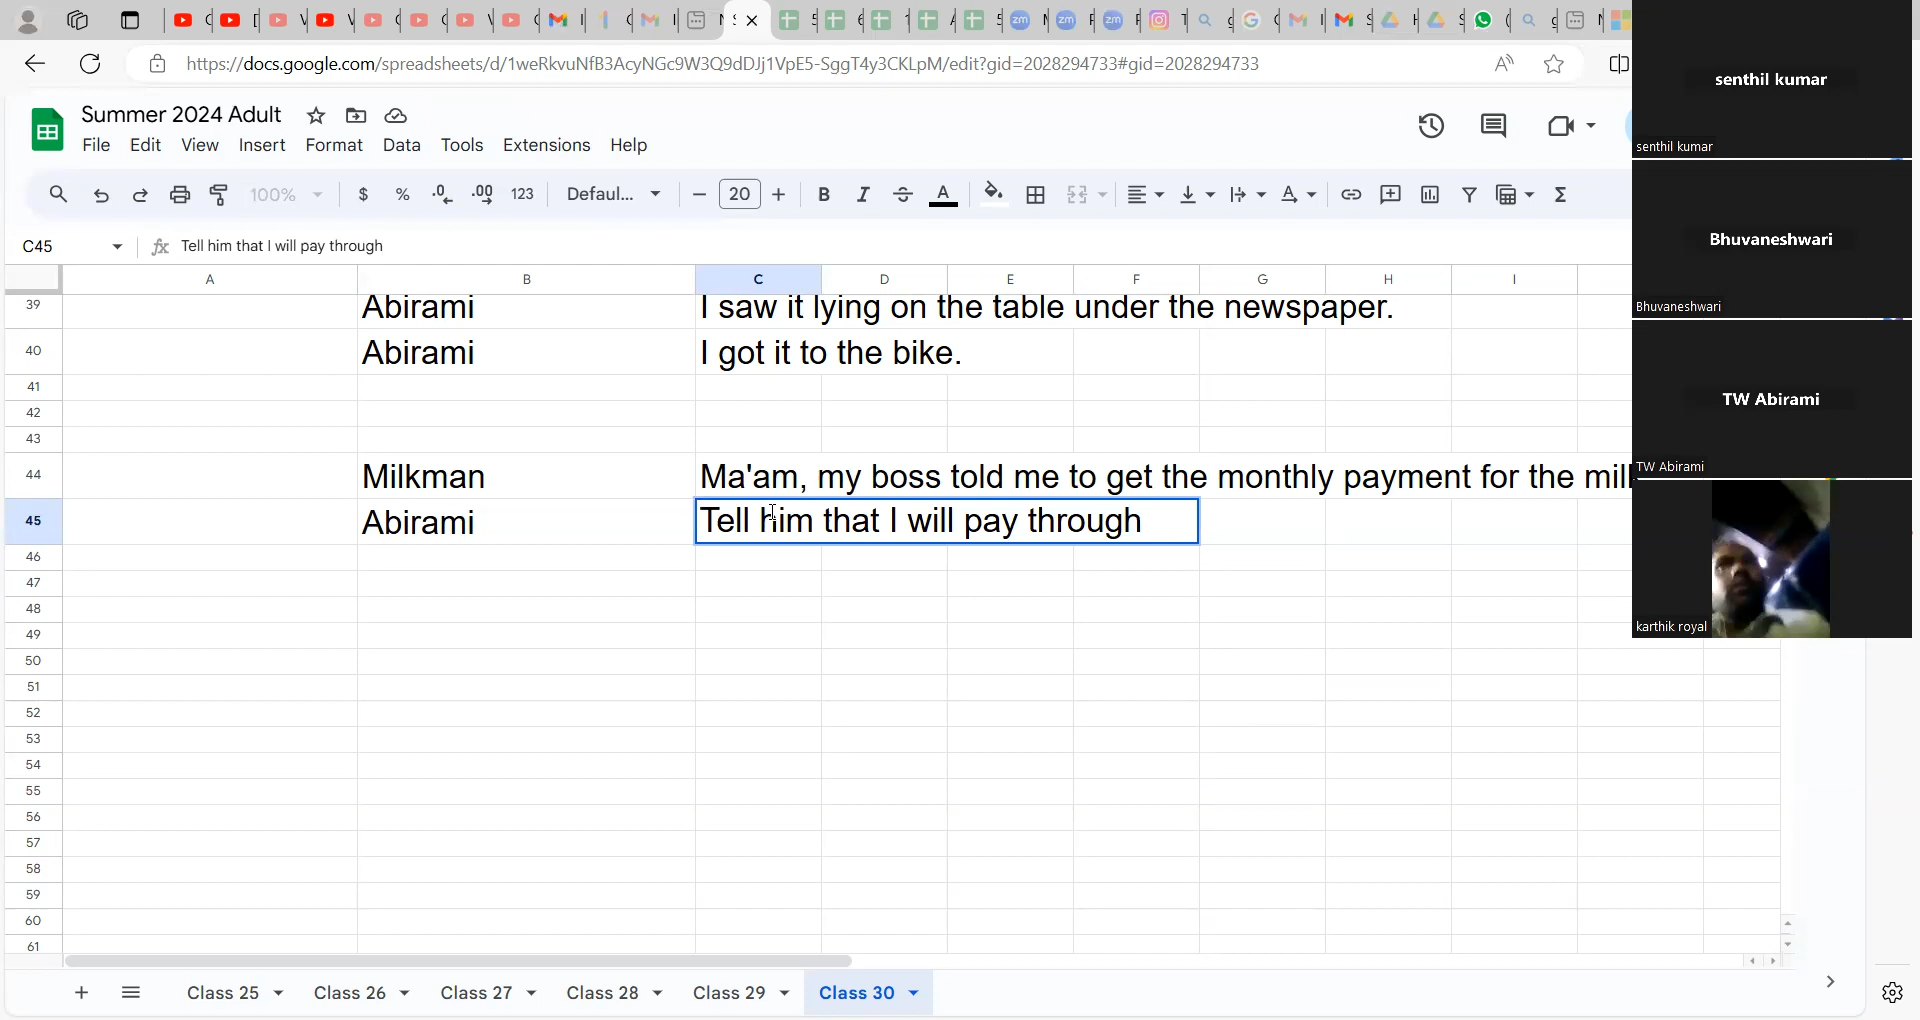 https://docs.google.com/spreadsheets/d/1weRkvuNfB3AcyNGc9W3Q9dDJj1VpE5-SggT4y3CKLpM/edit?gid=2028294733#gid=2028294733
Summer 2024 Adult
File Edit View Insert Format Data Tools Extensions Help
100% $ % .0 .00 123 Defaul... 20 B I A
C45 fx Tell him that I will pay through
A B C D E F G H I
39 Abirami I saw it lying on the table under the newspaper.
40 Abirami I got it to the bike.
41
42
43
44 Milkman Ma'am, my boss told me to get the monthly payment for the mil
45 Abirami Tell him that I will pay through
46
47
48
49
50
51
52
53
54
55
56
57
58
59
60
61
Class 25 Class 26 Class 27 Class 28 Class 29 Class 30
senthil kumar
senthil kumar
Bhuvaneshwari
Bhuvaneshwari
TW Abirami
TW Abirami
karthik royal